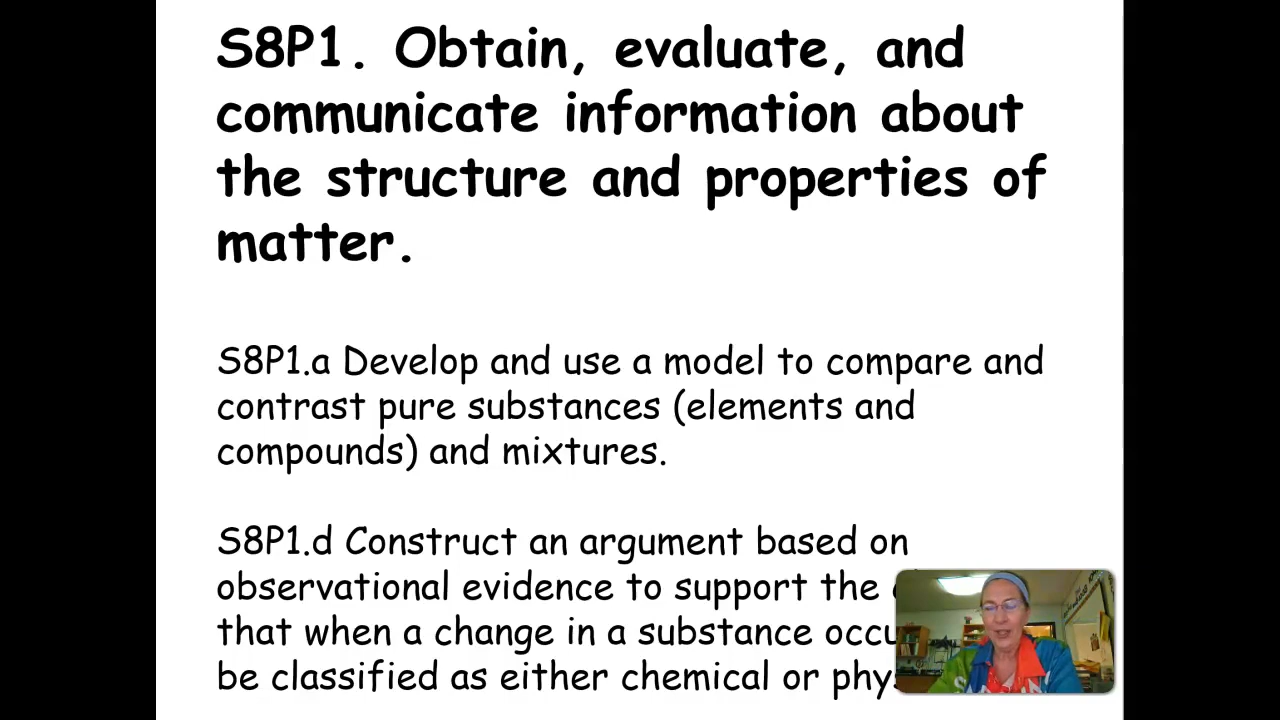 S8P1. Obtain, evaluate, and
communicate information about
the structure and properties of
matter.
S8P1.a Develop and use a model to compare and
contrast pure substances (elements and
compounds) and mixtures.
S8P1.d Construct an argument based on
observational evidence to support the
that when a change in a substance
be classified as either chemical or